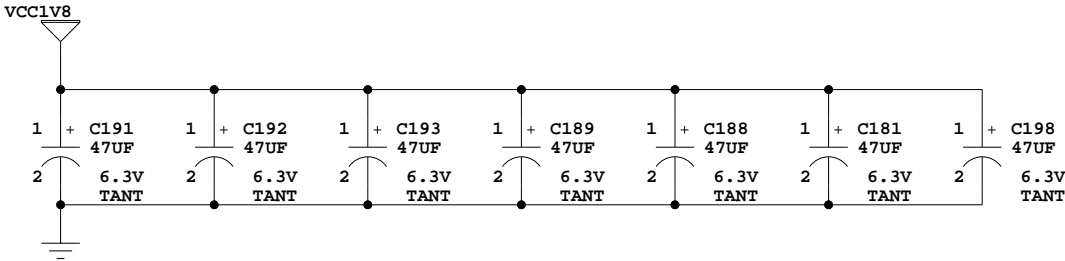 VCC1V8
1 + C191 1 + C192 1 + C193 1 + C189 1 + C188 1 + C181 1 + C198
47UF 47UF 47UF 47UF 47UF 47UF 47UF
2 6.3V 2 6.3V 2 6.3V 2 6.3V 2 6.3V 2 6.3V 2 6.3V
TANT TANT TANT TANT TANT TANT TANT